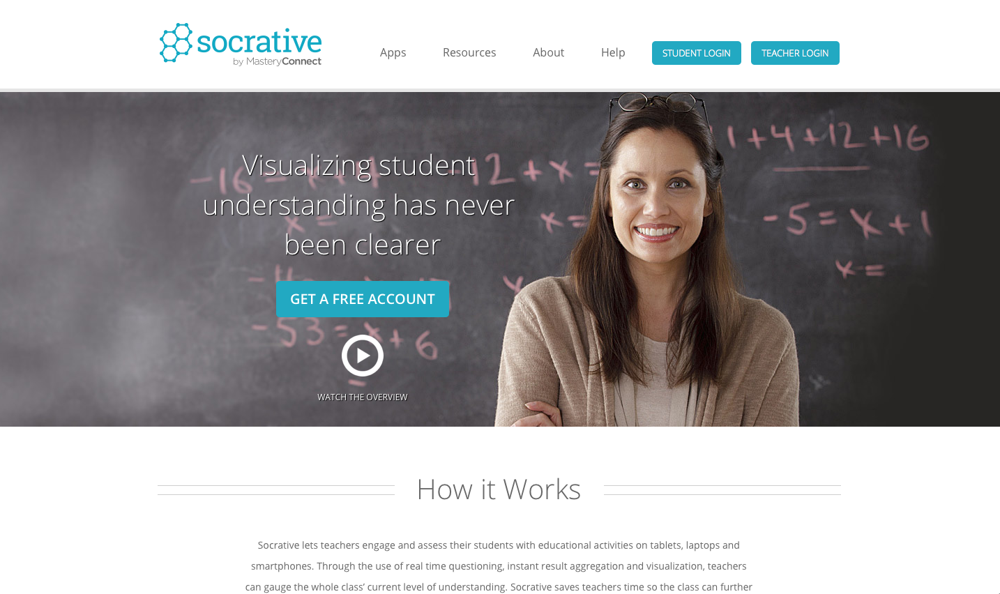 socrative
by MasteryConnect
Apps
Resources
About
Help
STUDENT LOGIN
TEACHER LOGIN
Visualizing student
understanding has never
been clearer
GET A FREE ACCOUNT
WATCH THE OVERVIEW
1+4+12+16
-12+x=
x=
-5=x+1
x=
-53=x+6
How it Works
Socrative lets teachers engage and assess their students with educational activities on tablets, laptops and
smartphones. Through the use of real time questioning, instant result aggregation and visualization, teachers
can gauge the whole class’ current level of understanding. Socrative saves teachers time so the class can further